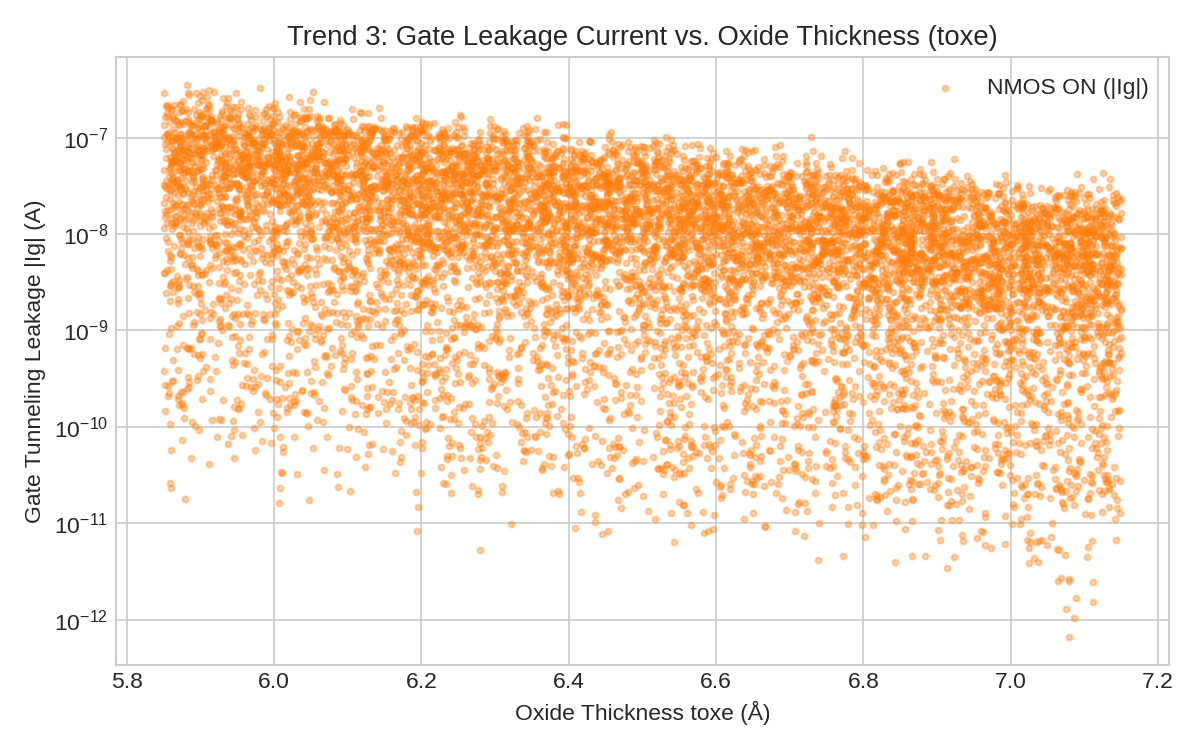 Trend 3: Gate Leakage Current vs. Oxide Thickness (toxe)
NMOS ON (|Ig|)
Gate Tunneling Leakage |Ig| (A)
10⁻⁷
10⁻⁸
10⁻⁹
10⁻¹⁰
10⁻¹¹
10⁻¹²
5.8 6.0 6.2 6.4 6.6 6.8 7.0 7.2
Oxide Thickness toxe (Å)